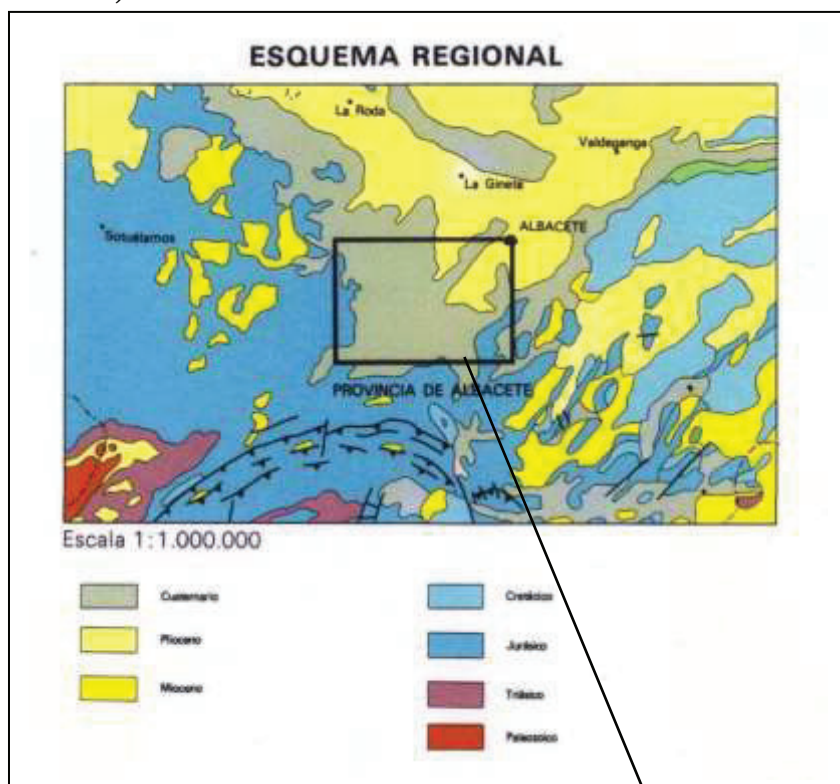 ESQUEMA REGIONAL
La Roda
Valdeganga
La Gineta
Sotuélamos
ALBACETE
PROVINCIA DE ALBACETE
Escala 1:1.000.000
Cuaternario
Plioceno
Mioceno
Cretácico
Jurásico
Triásico
Paleozoico